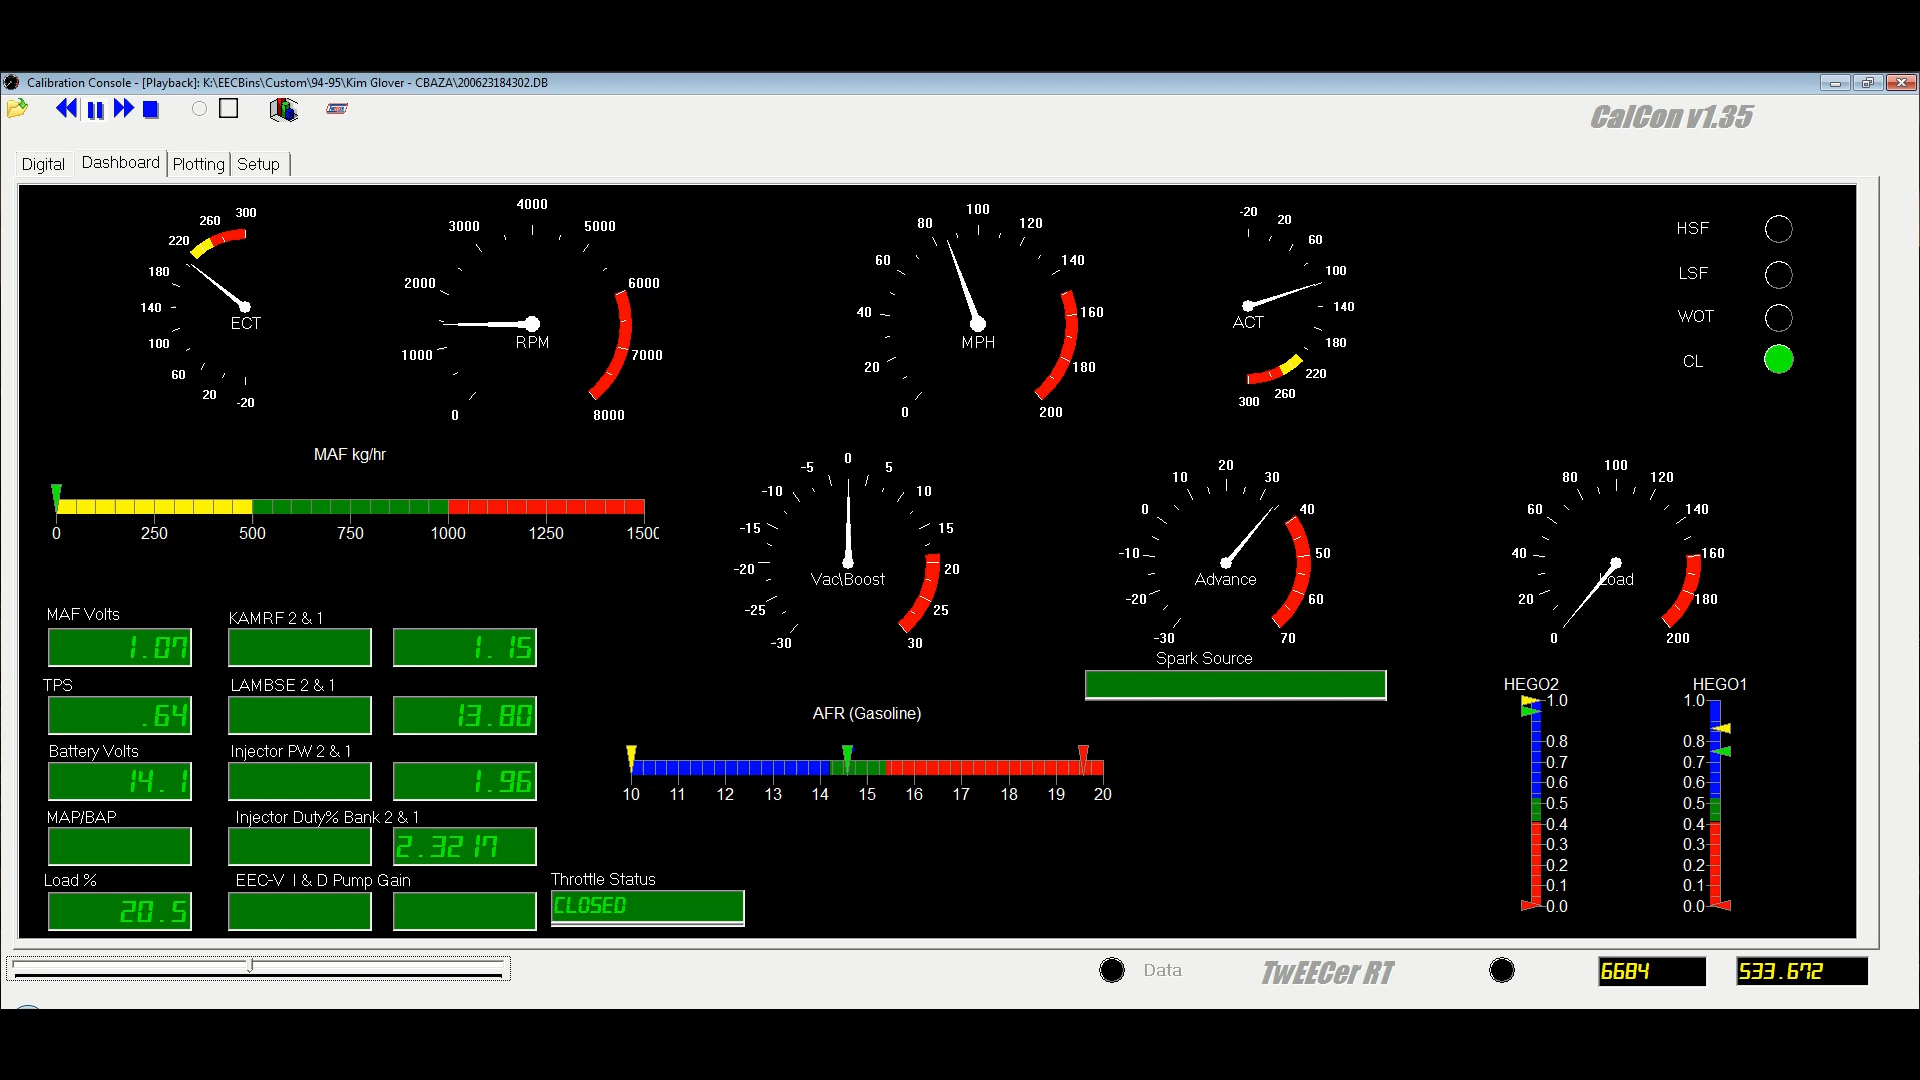 Calibration Console - [Playback]: K:\EECBins\Custom\94-95\Kim Glover - CBAZA\200623184302.DB
CalCon v1.35
Digital Dashboard Plotting Setup
ECT
-20 20 60 100 140 180 220 260 300
RPM
0 1000 2000 3000 4000 5000 6000 7000 8000
MPH
0 20 40 60 80 100 120 140 160 180 200
ACT
-20 20 60 100 140 180 220 260 300
HSF
LSF
WOT
CL
MAF kg/hr
0 250 500 750 1000 1250 1500
Vac\Boost
-30 -25 -20 -15 -10 -5 0 5 10 15 20 25 30
Advance
-30 -20 -10 0 10 20 30 40 50 60 70
Load
0 20 40 60 80 100 120 140 160 180 200
MAF Volts
1.07
KAMRF 2 & 1
1.15
TPS
.64
LAMBSE 2 & 1
13.80
Battery Volts
14.1
Injector PW 2 & 1
1.96
MAP/BAP
Injector Duty% Bank 2 & 1
2.3217
Load %
20.5
EEC-V I & D Pump Gain
Throttle Status
CLOSED
Spark Source
AFR (Gasoline)
10 11 12 13 14 15 16 17 18 19 20
HEGO2
1.0
0.8
0.7
0.6
0.5
0.4
0.3
0.2
0.1
0.0
HEGO1
1.0
0.8
0.7
0.6
0.5
0.4
0.3
0.2
0.1
0.0
Data
TwEECer RT
6684
533.672